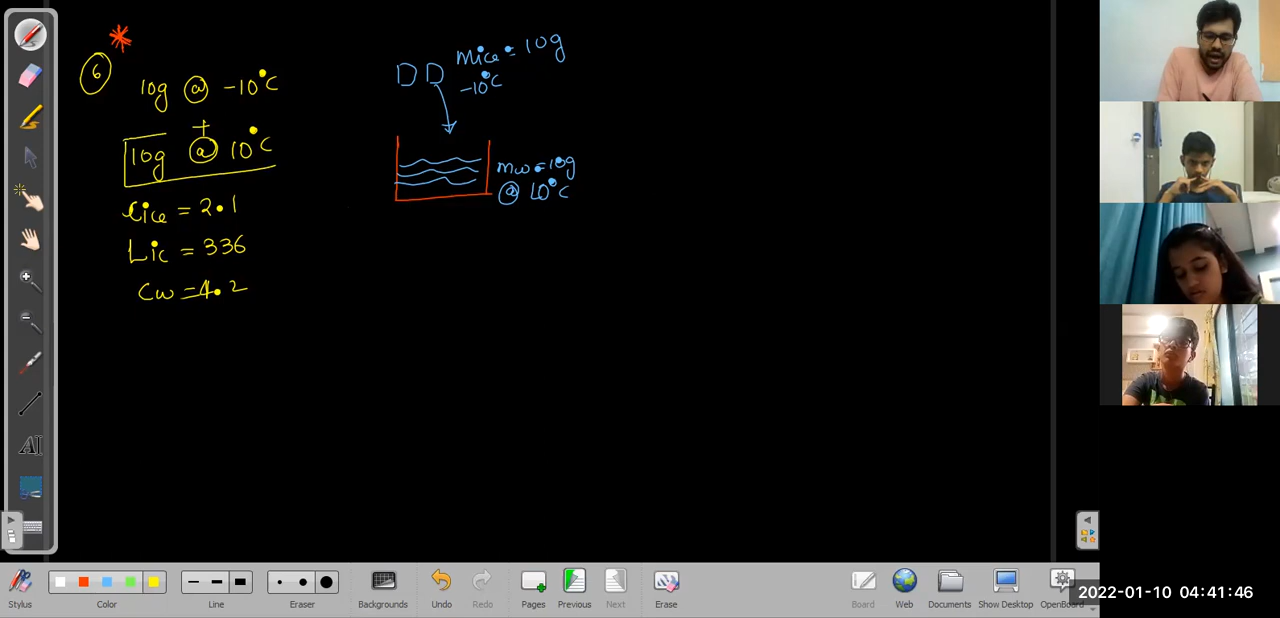 *
6
10g @ -10°C
+
10g @ 10°C
Cice = 2.1
Lic = 336
Cw = 4.2
Mice = 10g
-10°C
mw = 10g
@ 10°C
AI
Stylus
Color
Line
Eraser
Backgrounds
Undo
Redo
Pages
Previous
Next
Erase
Board
Web
Documents
Show Desktop
OpenBoard
2022-01-10 04:41:46